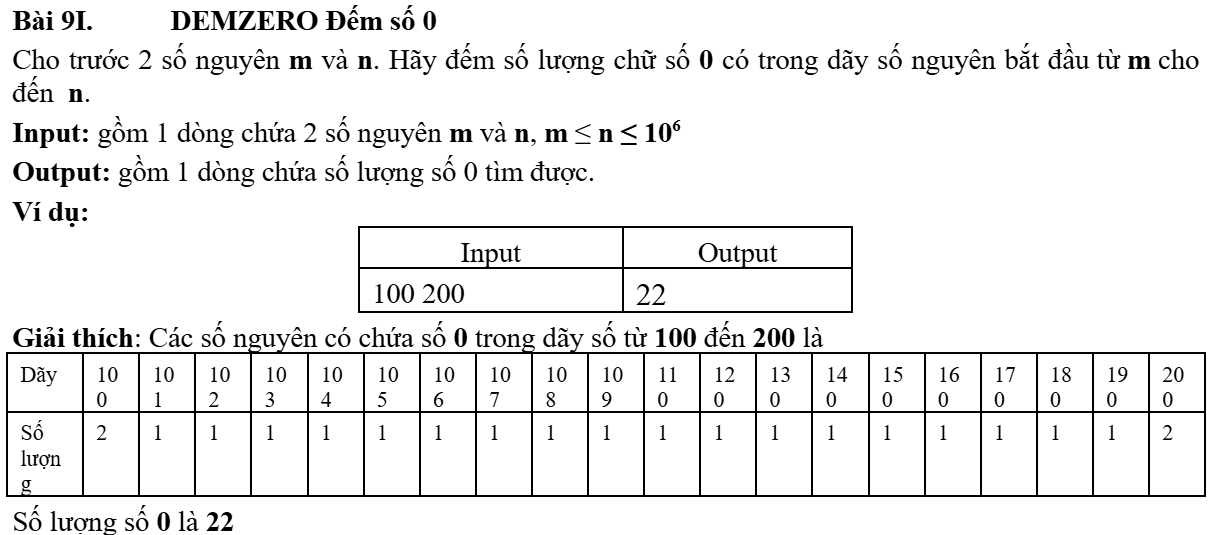 Bài 9I. DEMZERO Đếm số 0
Cho trước 2 số nguyên m và n. Hãy đếm số lượng chữ số 0 có trong dãy số nguyên bắt đầu từ m cho
đến n.
Input: gồm 1 dòng chứa 2 số nguyên m và n, m ≤ n ≤ 10⁶
Output: gồm 1 dòng chứa số lượng số 0 tìm được.
Ví dụ:
Input Output
100 200 22
Giải thích: Các số nguyên có chứa số 0 trong dãy số từ 100 đến 200 là
Dãy 10 10 10 10 10 10 10 10 10 10 11 12 13 14 15 16 17 18 19 20
0 1 2 3 4 5 6 7 8 9 0 0 0 0 0 0 0 0 0 0
Số 2 1 1 1 1 1 1 1 1 1 1 1 1 1 1 1 1 1 1 2
lượn
g
Số lượng số 0 là 22